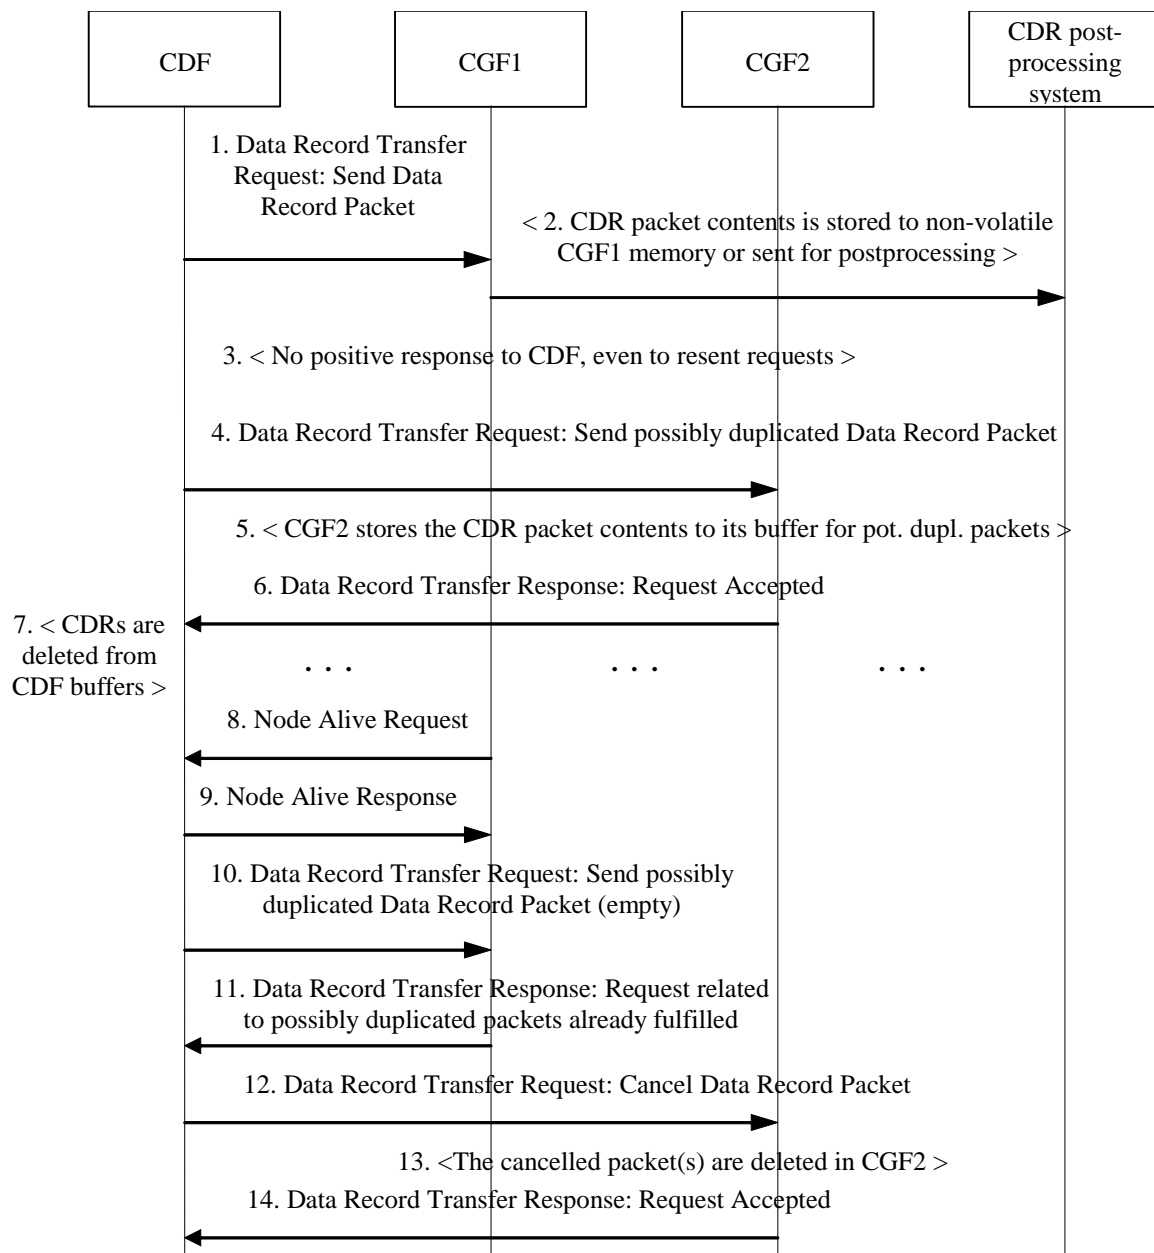 CDF
CGF1
CGF2
CDR post-
processing
system
1. Data Record Transfer
Request: Send Data
Record Packet
< 2. CDR packet contents is stored to non-volatile
CGF1 memory or sent for postprocessing >
3. < No positive response to CDF, even to resent requests >
4. Data Record Transfer Request: Send possibly duplicated Data Record Packet
5. < CGF2 stores the CDR packet contents to its buffer for pot. dupl. packets >
6. Data Record Transfer Response: Request Accepted
7. < CDRs are
deleted from
CDF buffers >
. . .
. . .
. . .
8. Node Alive Request
9. Node Alive Response
10. Data Record Transfer Request: Send possibly
duplicated Data Record Packet (empty)
11. Data Record Transfer Response: Request related
to possibly duplicated packets already fulfilled
12. Data Record Transfer Request: Cancel Data Record Packet
13. <The cancelled packet(s) are deleted in CGF2 >
14. Data Record Transfer Response: Request Accepted